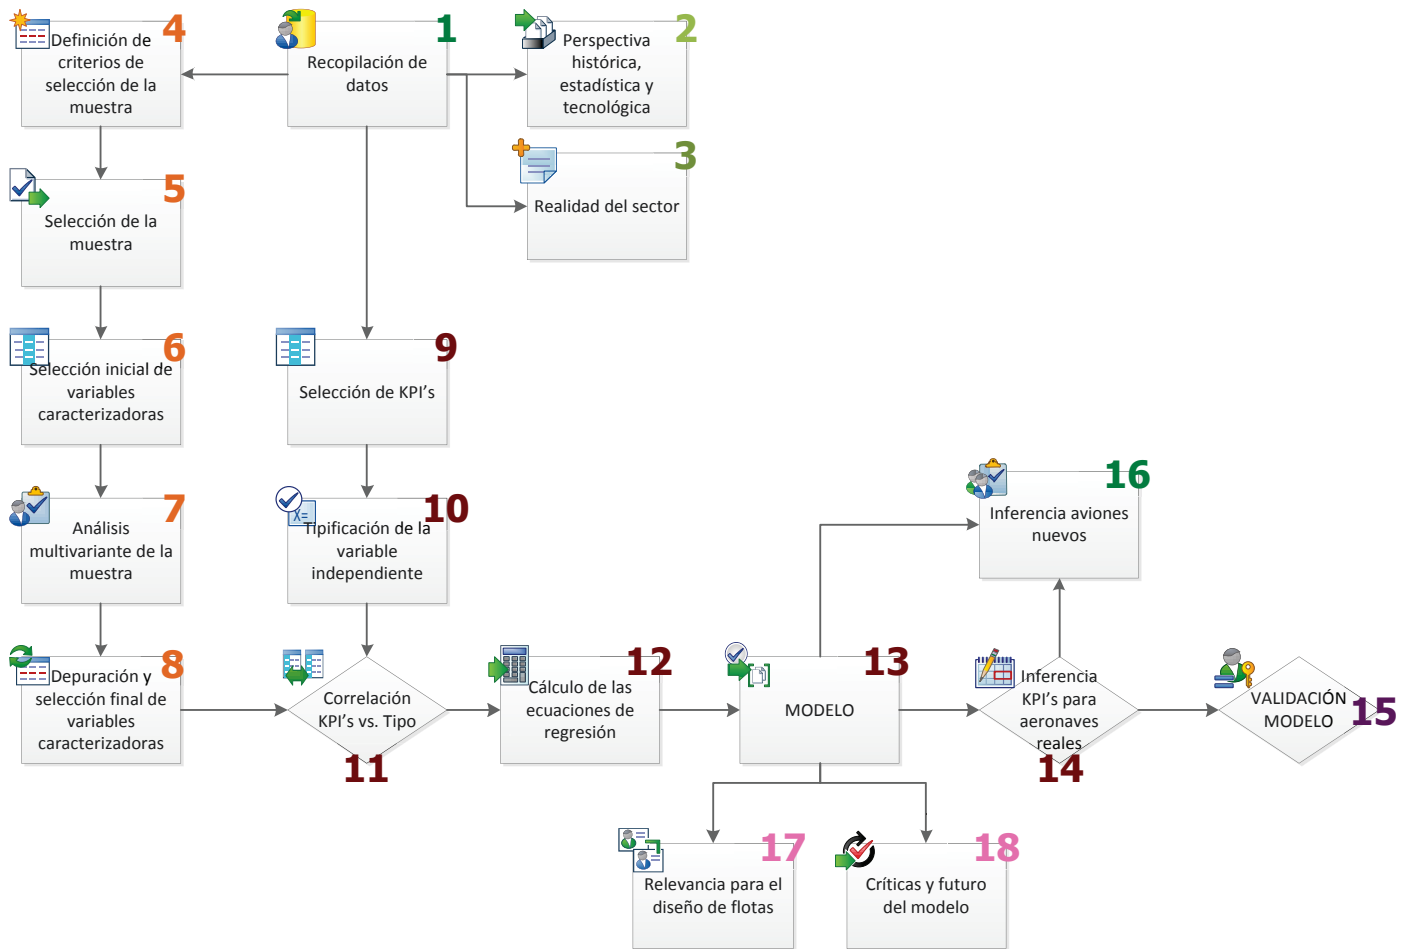 4
Definición de
criterios de
selección de la
muestra
1
Recopilación de
datos
2
Perspectiva
histórica,
estadística y
tecnológica
3
Realidad del sector
5
Selección de la
muestra
6
Selección inicial de
variables
caracterizadoras
9
Selección de KPI's
7
Análisis
multivariante de la
muestra
10
X=
Tipificación de la
variable
independiente
16
Inferencia aviones
nuevos
8
Depuración y
selección final de
variables
caracterizadoras
Correlación
KPI's vs. Tipo
11
12
Cálculo de las
ecuaciones de
regresión
13
MODELO
Inferencia
KPI's para
aeronaves
reales
14
VALIDACIÓN
MODELO
15
17
Relevancia para el
diseño de flotas
18
Críticas y futuro
del modelo